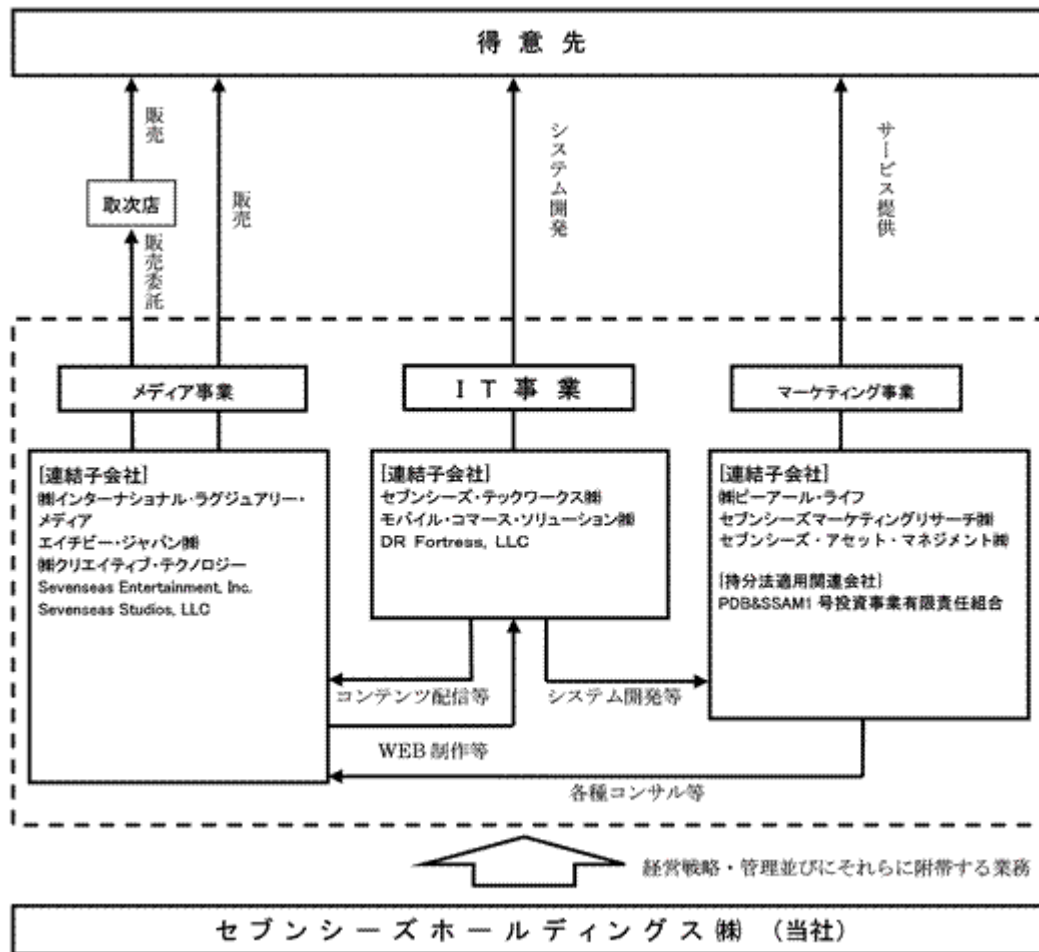 得意先
販売
取次店
販売委託
販売
システム開発
サービス提供
メディア事業
IT事業
マーケティング事業
[連結子会社]
㈱インターナショナル・ラグジュアリー・
メディア
エイチビー・ジャパン㈱
㈱クリエイティブ・テクノロジー
Sevenseas Entertainment, Inc.
Sevenseas Studios, LLC
[連結子会社]
セブンシーズ・テックワークス㈱
モバイル・コマース・ソリューション㈱
DR Fortress, LLC
[連結子会社]
㈱ピーアール・ライフ
セブンシーズマーケティングリサーチ㈱
セブンシーズ・アセット・マネジメント㈱
[持分法適用関連会社]
PDB&SSAM1号投資事業有限責任組合
コンテンツ配信等
システム開発等
WEB制作等
各種コンサル等
経営戦略・管理並びにそれらに附帯する業務
セブンシーズホールディングス㈱ (当社)